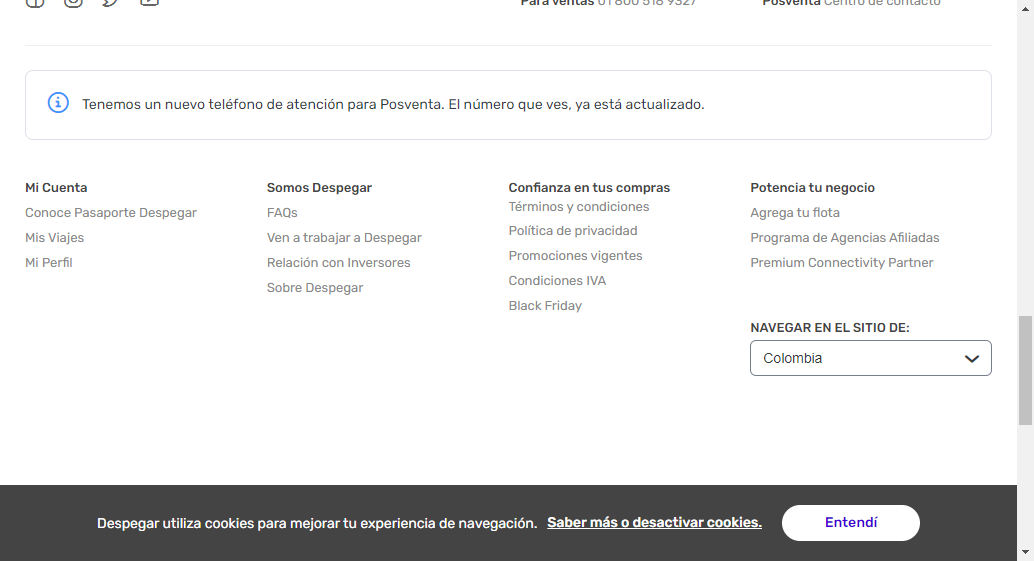 Para ventas 01 800 518 9327
Posventa Centro de contacto
Tenemos un nuevo teléfono de atención para Posventa. El número que ves, ya está actualizado.
Mi Cuenta
Conoce Pasaporte Despegar
Mis Viajes
Mi Perfil
Somos Despegar
FAQs
Ven a trabajar a Despegar
Relación con Inversores
Sobre Despegar
Confianza en tus compras
Términos y condiciones
Política de privacidad
Promociones vigentes
Condiciones IVA
Black Friday
Potencia tu negocio
Agrega tu flota
Programa de Agencias Afiliadas
Premium Connectivity Partner
NAVEGAR EN EL SITIO DE:
Colombia
Despegar utiliza cookies para mejorar tu experiencia de navegación. Saber más o desactivar cookies. Entendí